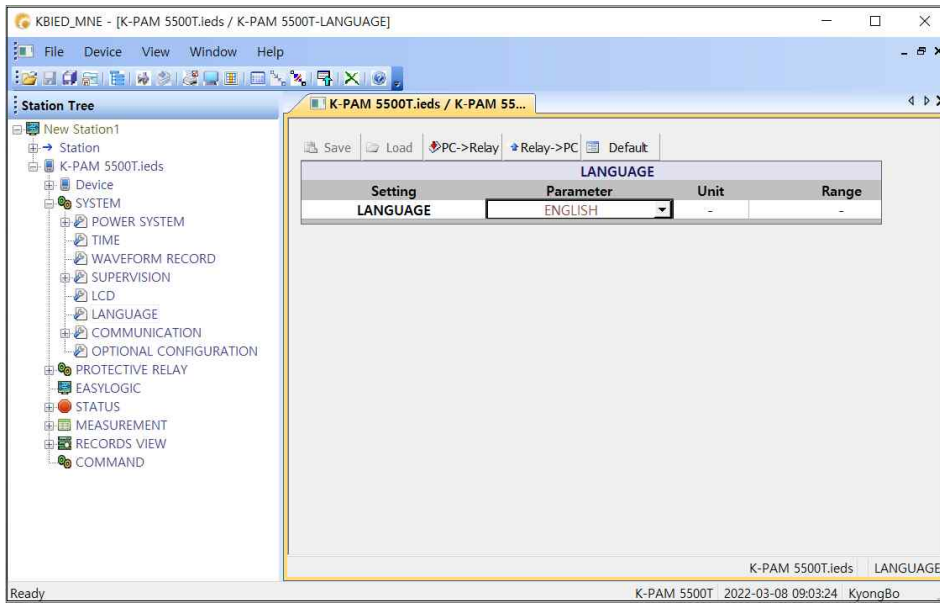 KBIED_MNE - [K-PAM 5500T.ieds / K-PAM 5500T-LANGUAGE]
File Device View Window Help
Station Tree
New Station1
Station
K-PAM 5500T.ieds
Device
SYSTEM
POWER SYSTEM
TIME
WAVEFORM RECORD
SUPERVISION
LCD
LANGUAGE
COMMUNICATION
OPTIONAL CONFIGURATION
PROTECTIVE RELAY
EASYLOGIC
STATUS
MEASUREMENT
RECORDS VIEW
COMMAND
K-PAM 5500T.ieds / K-PAM 55...
Save Load PC->Relay Relay->PC Default
LANGUAGE
Setting Parameter Unit Range
LANGUAGE ENGLISH - -
K-PAM 5500T.ieds LANGUAGE
Ready K-PAM 5500T 2022-03-08 09:03:24 KyongBo